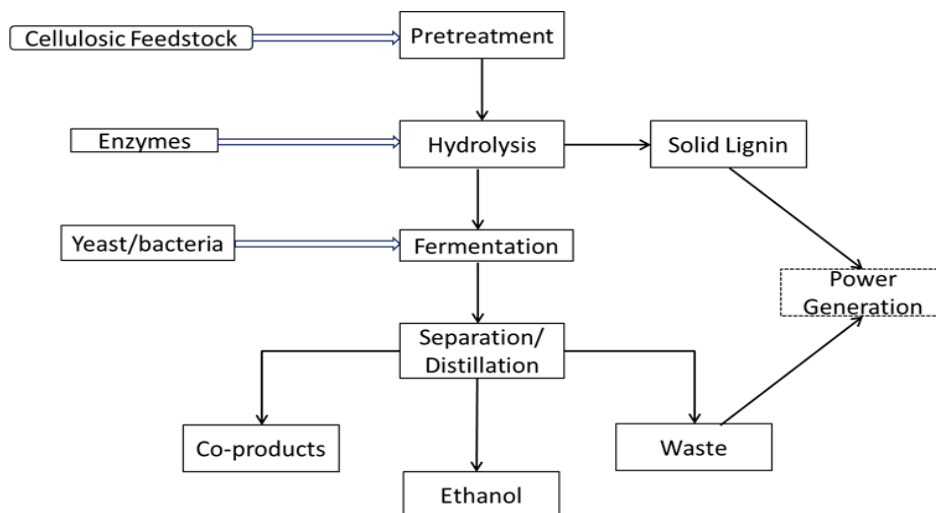 Cellulosic Feedstock
Pretreatment
Enzymes
Hydrolysis
Solid Lignin
Yeast/bacteria
Fermentation
Power
Generation
Separation/
Distillation
Co-products
Waste
Ethanol